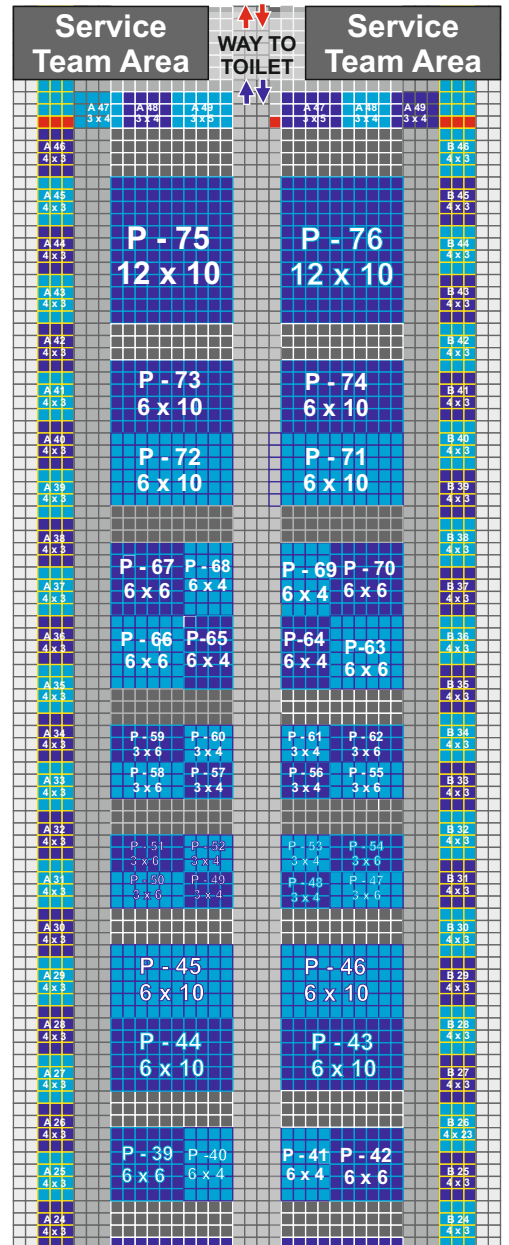 Service
Team Area
WAY TO
TOILET
Service
Team Area
A 47
3 x 4
A 48
3 x 4
A 49
3 x 5
A 47
3 x 5
A 48
3 x 4
A 49
3 x 4
A 46
4 x 3
A 45
4 x 3
A 44
4 x 3
A 43
4 x 3
A 42
4 x 3
A 41
4 x 3
A 40
4 x 3
A 39
4 x 3
A 38
4 x 3
A 37
4 x 3
A 36
4 x 3
A 35
4 x 3
A 34
4 x 3
A 33
4 x 3
A 32
4 x 3
A 31
4 x 3
A 30
4 x 3
A 29
4 x 3
A 28
4 x 3
A 27
4 x 3
A 26
4 x 3
A 25
4 x 3
A 24
4 x 3
P - 75
12 x 10
P - 76
12 x 10
P - 73
6 x 10
P - 74
6 x 10
P - 72
6 x 10
P - 71
6 x 10
P - 67
6 x 6
P - 68
6 x 4
P - 69
6 x 4
P - 70
6 x 6
P - 66
6 x 6
P-65
6 x 4
P-64
6 x 4
P-63
6 x 6
P - 59
3 x 6
P - 60
3 x 4
P - 61
3 x 4
P - 62
3 x 6
P - 58
3 x 6
P - 57
3 x 4
P - 56
3 x 4
P - 55
3 x 6
P - 51
3 x 6
P - 52
3 x 4
P - 53
3 x 4
P - 54
3 x 6
P - 50
3 x 6
P - 49
3 x 4
P - 48
3 x 4
P - 47
3 x 6
P - 45
6 x 10
P - 46
6 x 10
P - 44
6 x 10
P - 43
6 x 10
P - 39
6 x 6
P -40
6 x 4
P - 41
6 x 4
P - 42
6 x 6
B 46
4 x 3
B 45
4 x 3
B 44
4 x 3
B 43
4 x 3
B 42
4 x 3
B 41
4 x 3
B 40
4 x 3
B 39
4 x 3
B 38
4 x 3
B 37
4 x 3
B 36
4 x 3
B 35
4 x 3
B 34
4 x 3
B 33
4 x 3
B 32
4 x 3
B 31
4 x 3
B 30
4 x 3
B 29
4 x 3
B 28
4 x 3
B 27
4 x 3
B 26
4 x 23
B 25
4 x 3
B 24
4 x 3